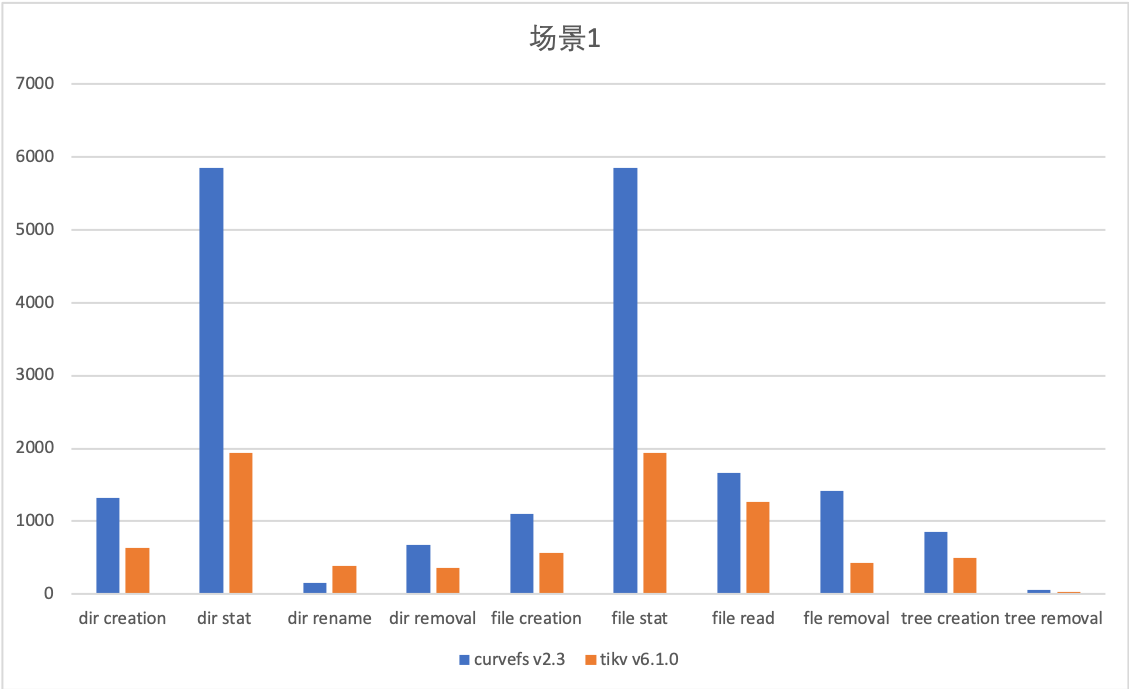 场景1
7000
6000
5000
4000
3000
2000
1000
0
dir creation dir stat dir rename dir removal file creation file stat file read fle removal tree creation tree removal
curvefs v2.3 tikv v6.1.0